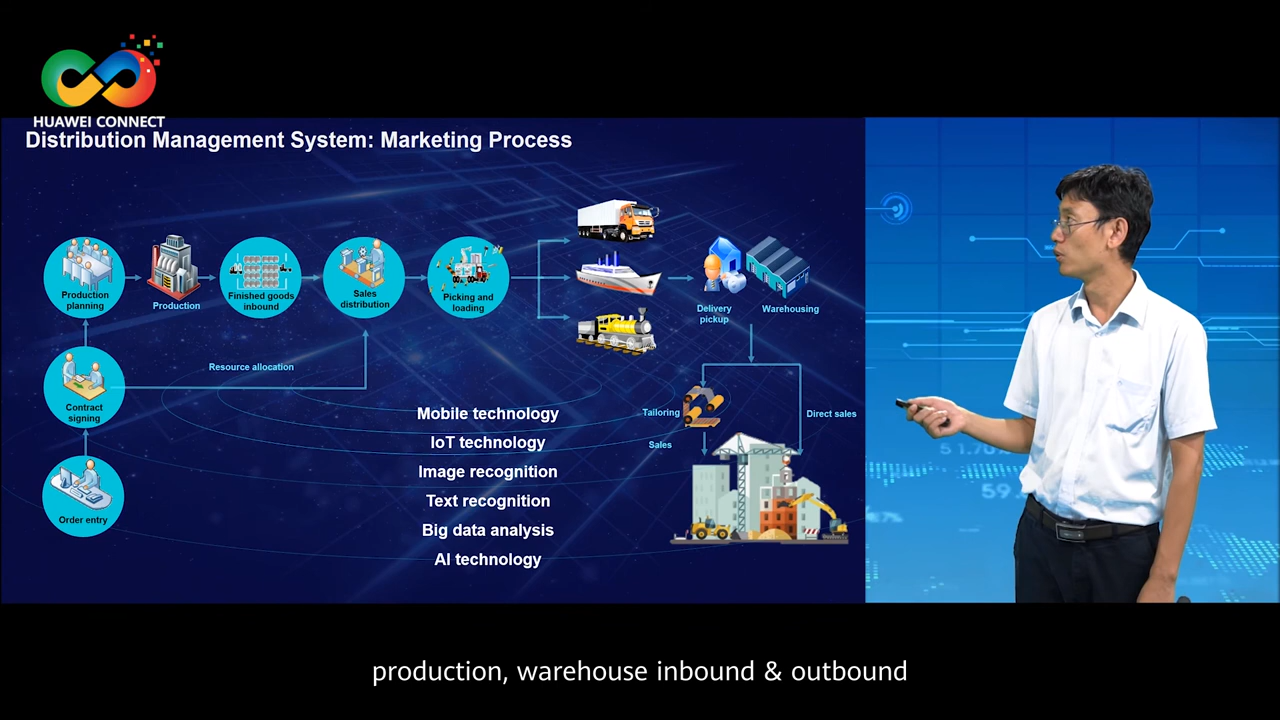 HUAWEI CONNECT
Distribution Management System: Marketing Process
Production
planning
Production
Finished goods
inbound
Sales
distribution
Picking and
loading
Delivery
pickup
Warehousing
Resource allocation
Contract
signing
Order entry
Mobile technology
IoT technology
Image recognition
Text recognition
Big data analysis
AI technology
Tailoring
Sales
Direct sales
production, warehouse inbound & outbound